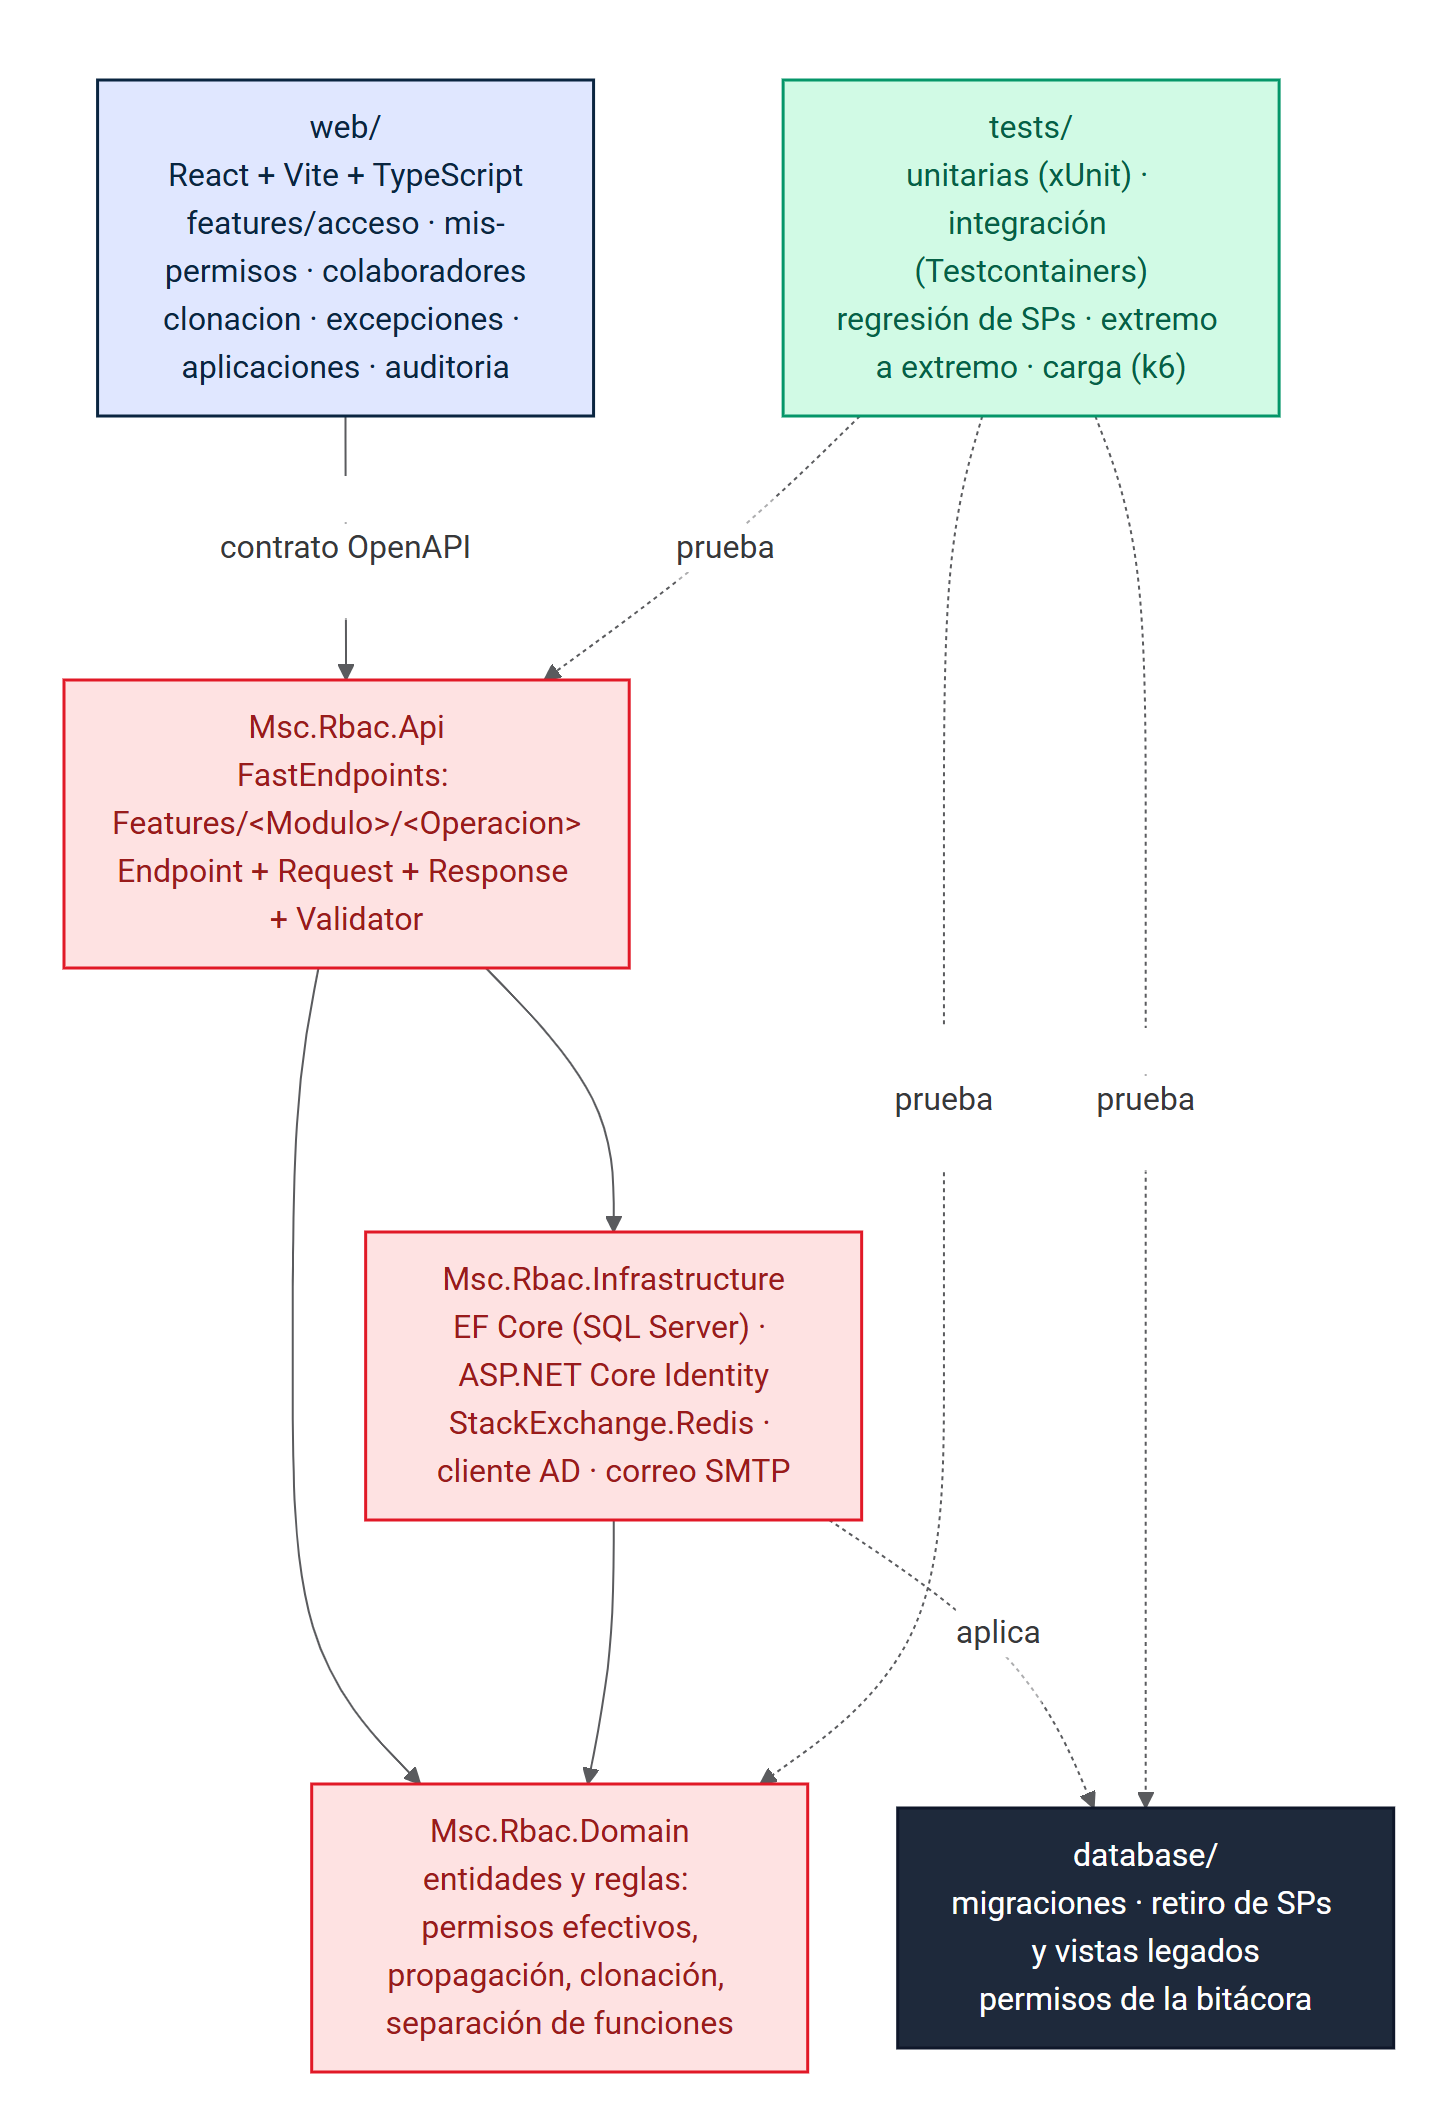 web/
React + Vite + TypeScript
features/acceso · mis-
permisos · colaboradores
clonacion · excepciones ·
aplicaciones · auditoria
tests/
unitarias (xUnit) ·
integración
(Testcontainers)
regresión de SPs · extremo
a extremo · carga (k6)
contrato OpenAPI
prueba
Msc.Rbac.Api
FastEndpoints:
Features/<Modulo>/<Operacion>
Endpoint + Request + Response
+ Validator
prueba
prueba
Msc.Rbac.Infrastructure
EF Core (SQL Server) ·
ASP.NET Core Identity
StackExchange.Redis ·
cliente AD · correo SMTP
aplica
Msc.Rbac.Domain
entidades y reglas:
permisos efectivos,
propagación, clonación,
separación de funciones
database/
migraciones · retiro de SPs
y vistas legados
permisos de la bitácora